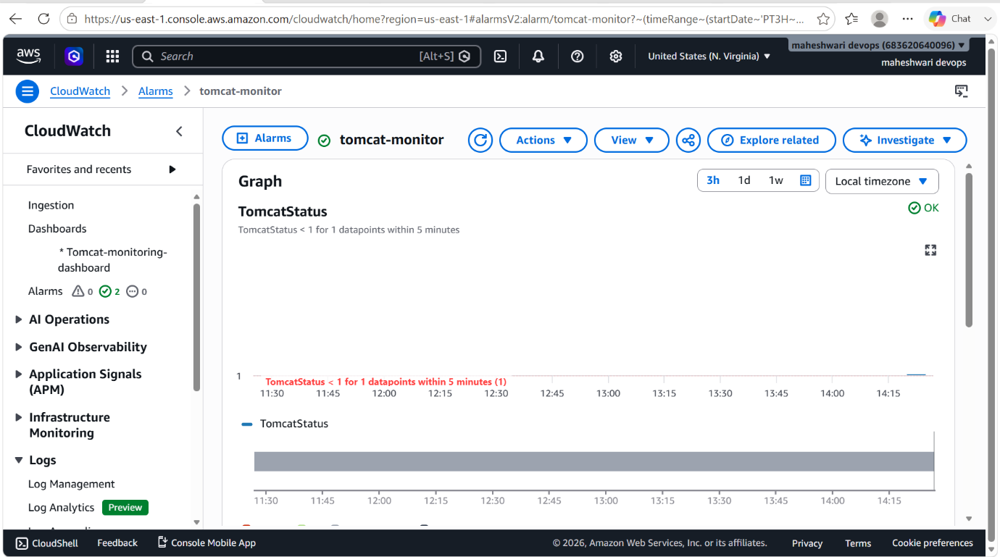 https://us-east-1.console.aws.amazon.com/cloudwatch/home?region=us-east-1#alarmsV2:alarm/tomcat-monitor?~(timeRange~(startDate~'PT3H~...
Chat
aws
Search
[Alt+S]
United States (N. Virginia)
maheshwari devops (683620640096)
maheshwari devops
CloudWatch
Alarms
tomcat-monitor
CloudWatch
Favorites and recents
Ingestion
Dashboards
* Tomcat-monitoring-
dashboard
Alarms 0 2 0
AI Operations
GenAI Observability
Application Signals
(APM)
Infrastructure
Monitoring
Logs
Log Management
Log Analytics Preview
Alarms
tomcat-monitor
Actions
View
Explore related
Investigate
Graph
3h 1d 1w
Local timezone
TomcatStatus
OK
TomcatStatus < 1 for 1 datapoints within 5 minutes
1
TomcatStatus < 1 for 1 datapoints within 5 minutes (1)
11:30 11:45 12:00 12:15 12:30 12:45 13:00 13:15 13:30 13:45 14:00 14:15
TomcatStatus
11:30 11:45 12:00 12:15 12:30 12:45 13:00 13:15 13:30 13:45 14:00 14:15
CloudShell Feedback Console Mobile App
© 2026, Amazon Web Services, Inc. or its affiliates. Privacy Terms Cookie preferences